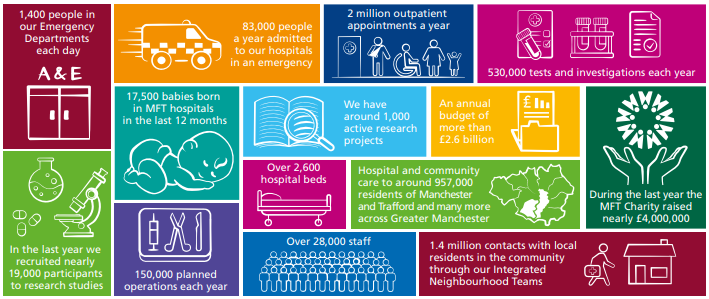 1,400 people in
our Emergency
Departments
each day
A & E
83,000 people
a year admitted
to our hospitals
in an emergency
2 million outpatient
appointments a year
530,000 tests and investigations each year
17,500 babies born
in MFT hospitals
in the last 12 months
We have
around 1,000
active research
projects
An annual
budget of
more than
£2.6 billion
£
During the last year the
MFT Charity raised
nearly £4,000,000
In the last year we
recruited nearly
19,000 participants
to research studies
150,000 planned
operations each year
Over 2,600
hospital beds
Hospital and community
care to around 957,000
residents of Manchester
and Trafford and many more
across Greater Manchester
Over 28,000 staff
1.4 million contacts with local
residents in the community
through our Integrated
Neighbourhood Teams